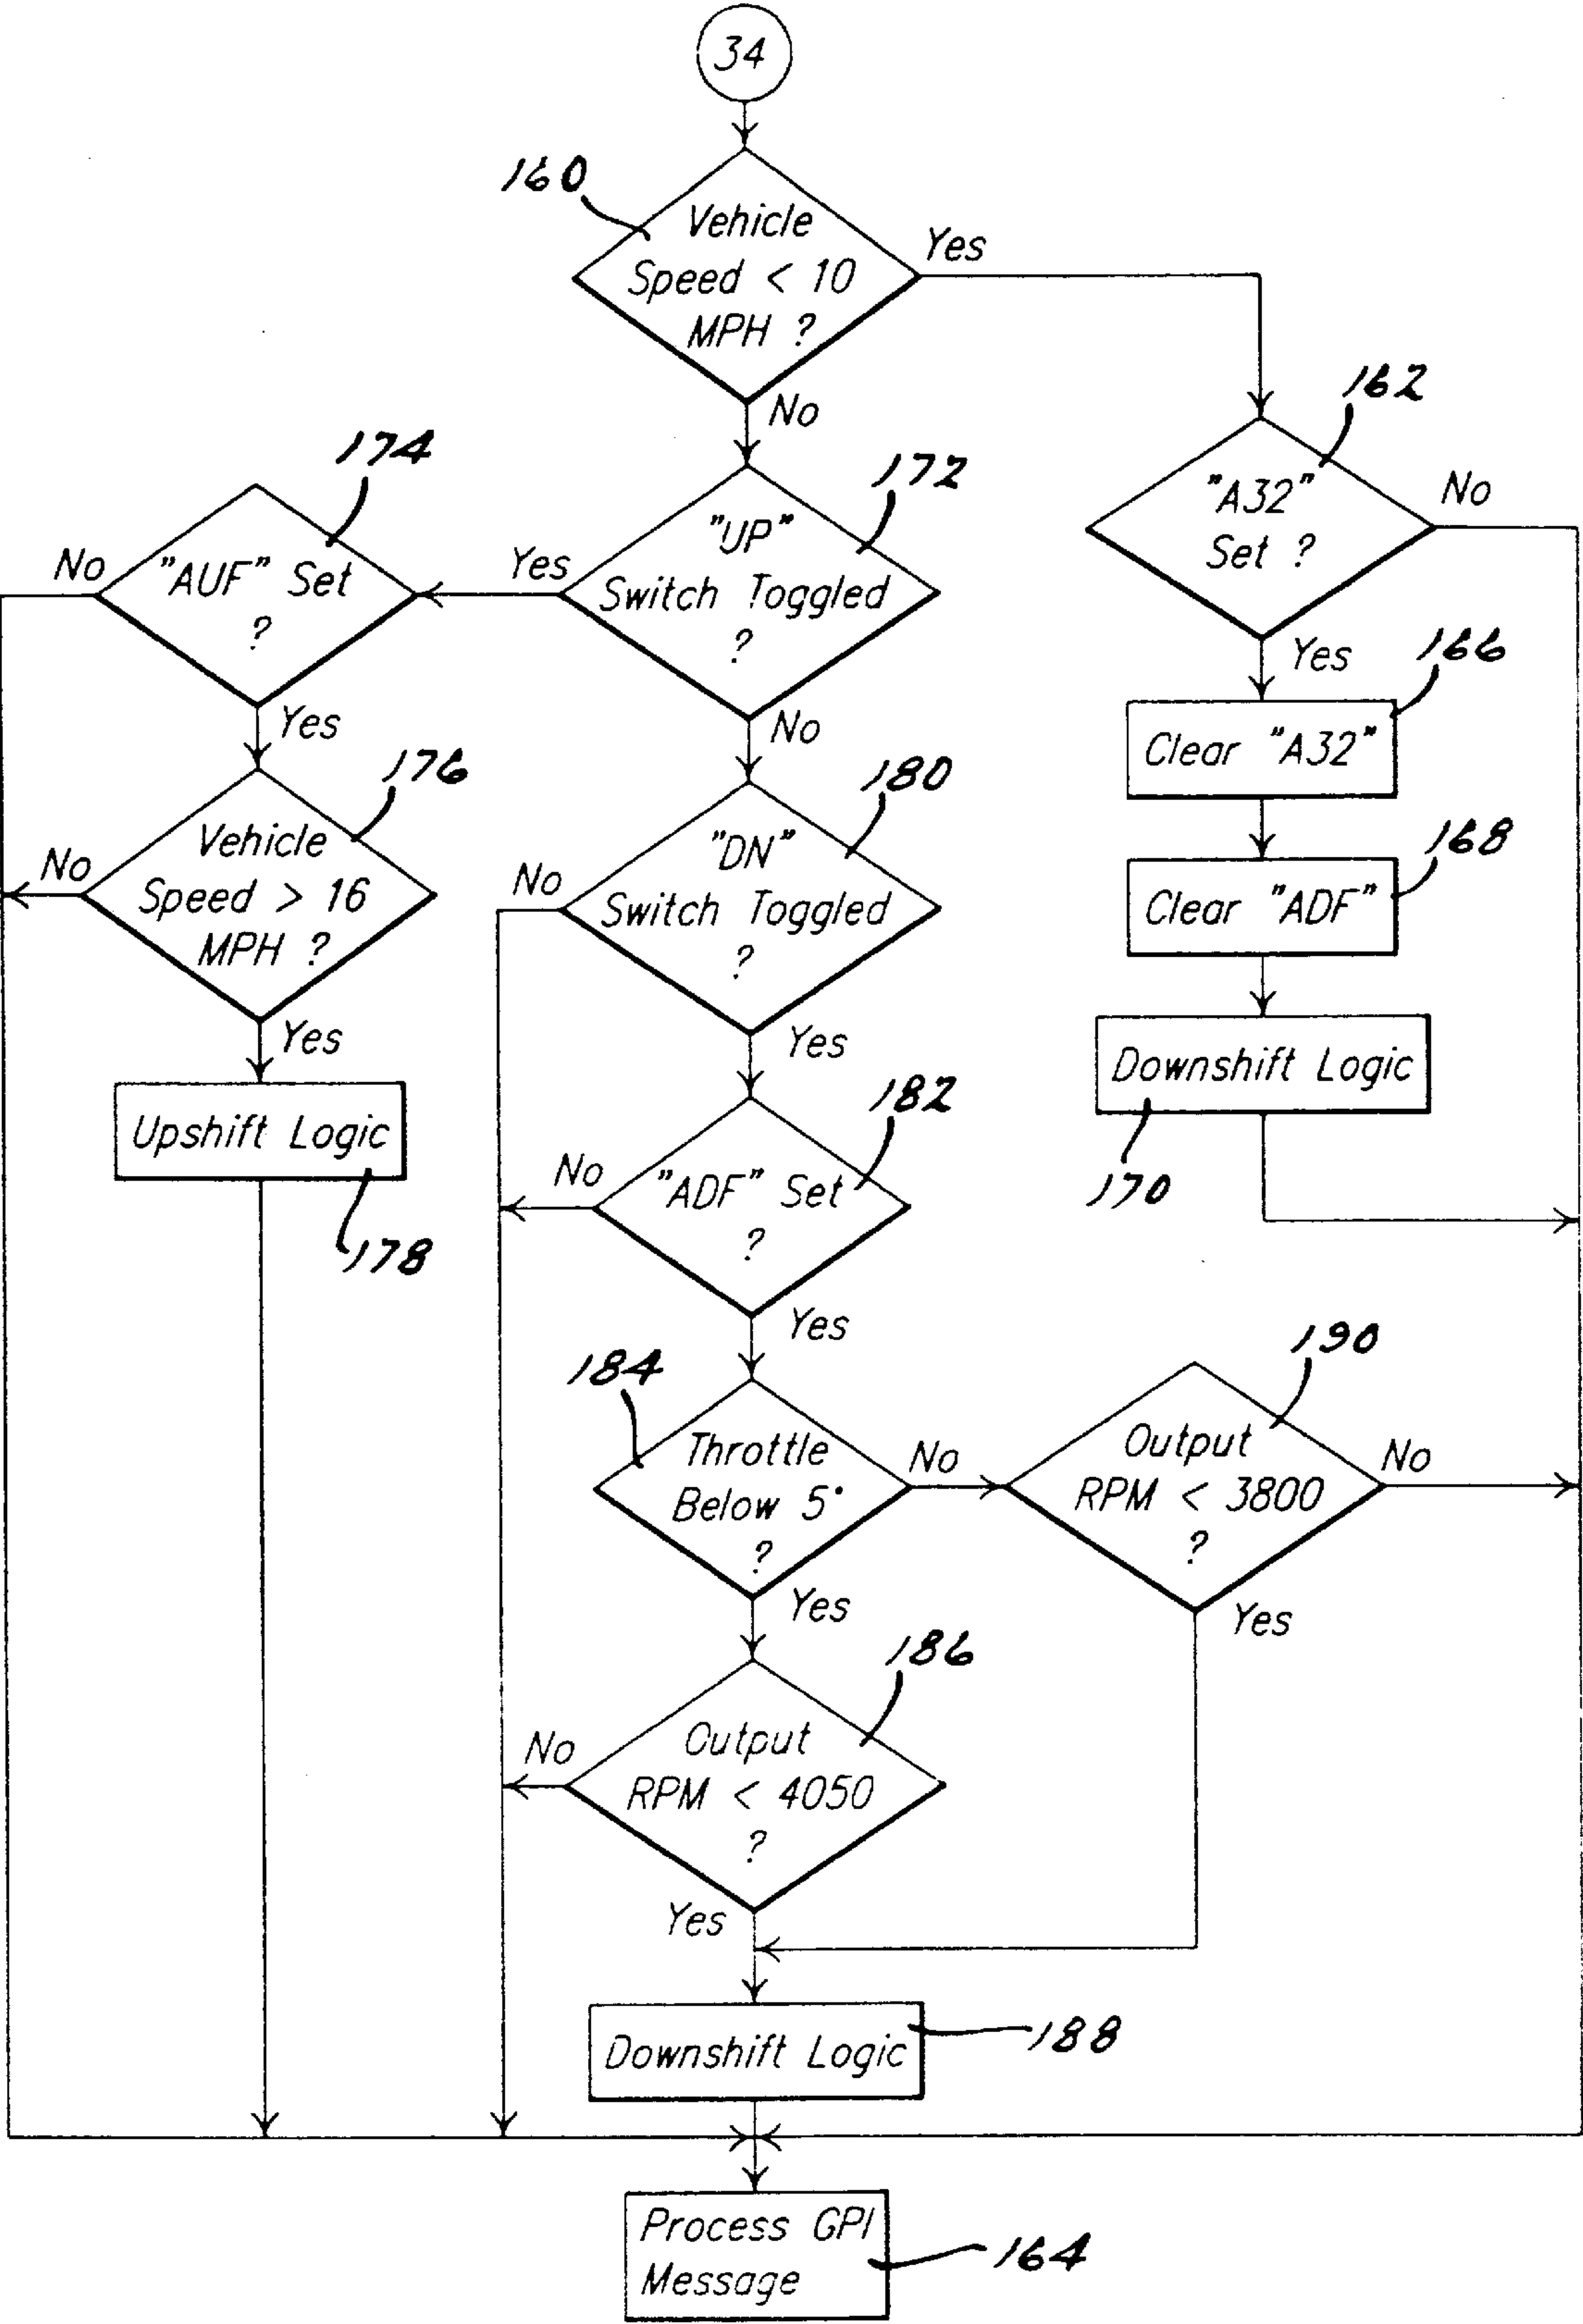 34
160
Vehicle
Speed < 10
MPH ?
Yes
No
162
"A32"
Set ?
No
Yes
174
"AUF" Set
?
No
Yes
172
"UP"
Switch Toggled
?
Yes
No
166
Clear "A32"
176
Vehicle
Speed > 16
MPH ?
No
Yes
180
"DN"
Switch Toggled
?
No
Yes
168
Clear "ADF"
Downshift Logic
170
Upshift Logic
178
182
"ADF" Set
?
No
Yes
184
Throttle
Below 5°
?
No
Yes
190
Output
RPM < 3800
?
No
Yes
186
Output
RPM < 4050
?
No
Yes
Downshift Logic
188
Process GPI
Message
164